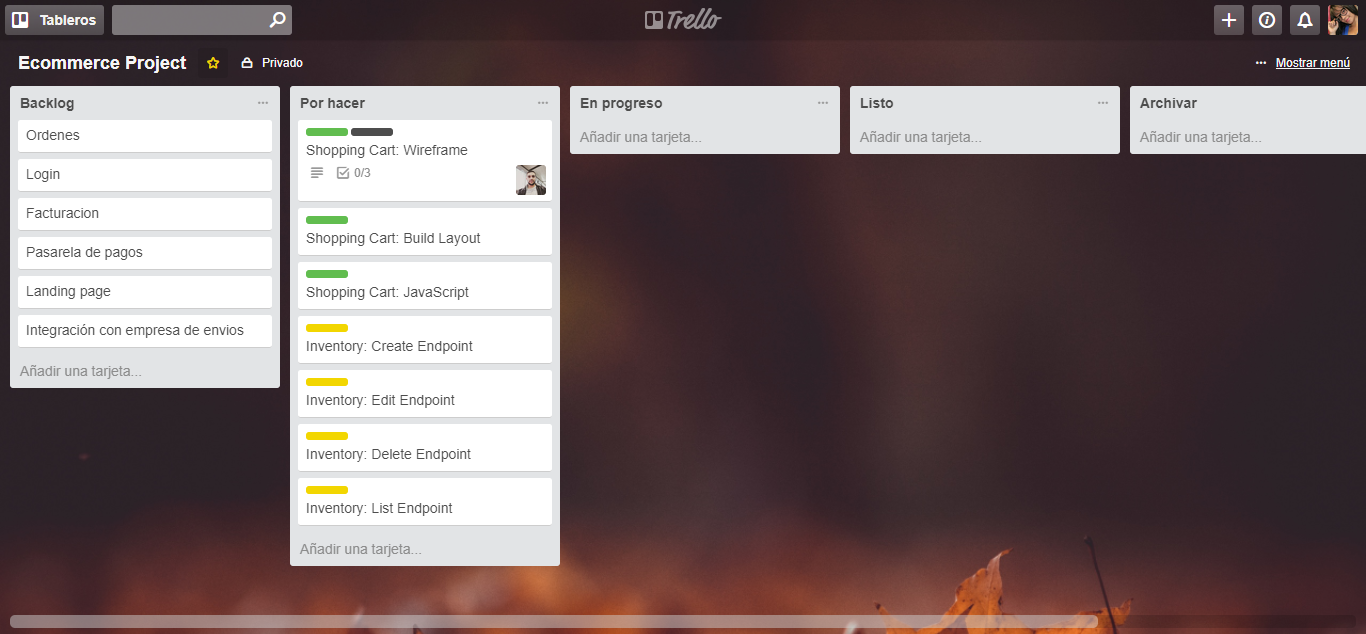 Tableros
Trello
Ecommerce Project
Privado
... Mostrar menú
Backlog
Ordenes
Login
Facturacion
Pasarela de pagos
Landing page
Integración con empresa de envios
Añadir una tarjeta...
Por hacer
Shopping Cart: Wireframe
0/3
Shopping Cart: Build Layout
Shopping Cart: JavaScript
Inventory: Create Endpoint
Inventory: Edit Endpoint
Inventory: Delete Endpoint
Inventory: List Endpoint
Añadir una tarjeta...
En progreso
Añadir una tarjeta...
Listo
Añadir una tarjeta...
Archivar
Añadir una tarjeta...